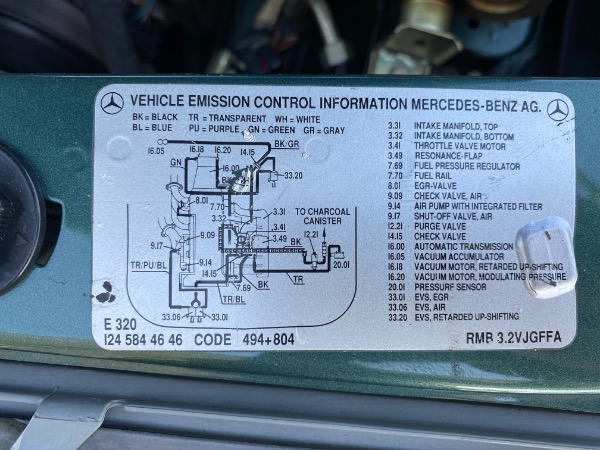 VEHICLE EMISSION CONTROL INFORMATION MERCEDES-BENZ AG.
BK = BLACK TR = TRANSPARENT WH = WHITE
BL = BLUE PU = PURPLE, GN = GREEN GR = GRAY
16.05
GN
16.18
16.20
14.15
BK/GR
16.00
BK
33.20
8.01
7.70
3.32
3.31
3.41
3.49
9.09
9.17
9.14
BK
TO CHARCOAL
CANISTER
12.21
20.01
TR/PU/BL
14.15
TR/BL
7.69
BK
TR
33.06
33.01
3.31 INTAKE MANIFOLD, TOP
3.32 INTAKE MANIFOLD, BOTTOM
3.41 THROTTLE VALVE MOTOR
3.49 RESONANCE-FLAP
7.69 FUEL PRESSURE REGULATOR
7.70 FUEL RAIL
8.01 EGR-VALVE
9.09 CHECK VALVE, AIR
9.14 AIR PUMP WITH INTEGRATED FILTER
9.17 SHUT-OFF VALVE, AIR
12.21 PURGE VALVE
14.15 CHECK VALVE
16.00 AUTOMATIC TRANSMISSION
16.05 VACUUM ACCUMULATOR
16.18 VACUUM MOTOR, RETARDED UP-SHIFTING
16.20 VACUUM MOTOR, MODULATING PRESSURE
20.01 PRESSURE SENSOR
33.01 EVS, EGR
33.06 EVS, AIR
33.20 EVS, RETARDED UP-SHIFTING
E 320
124 584 46 46 CODE 494+804
RMB 3.2VJGFFA